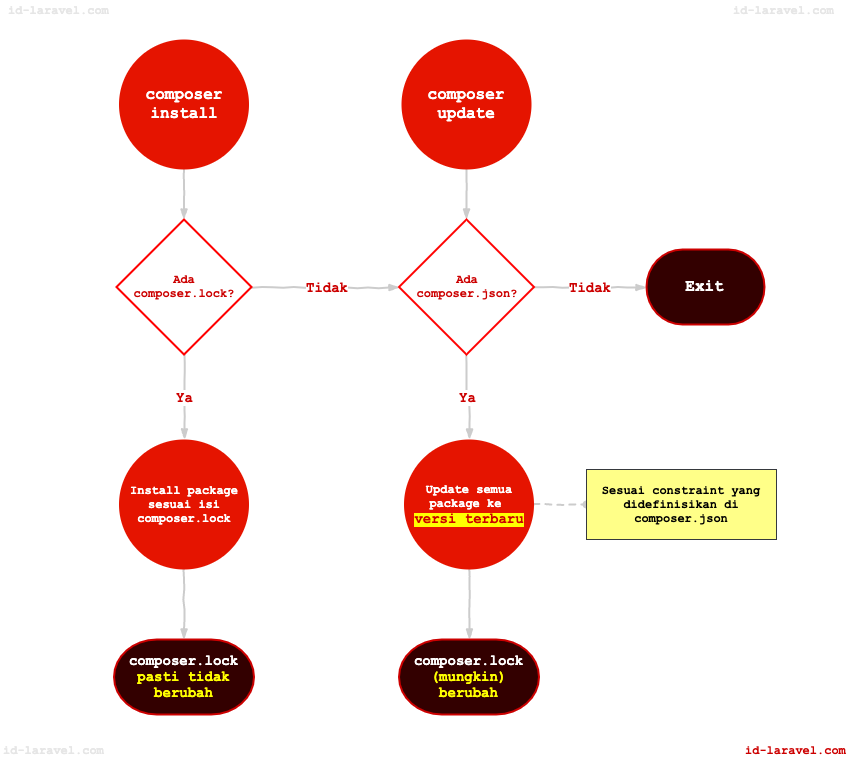 id-laravel.com
id-laravel.com
composer
install
composer
update
Ada
composer.lock?
Tidak
Ada
composer.json?
Tidak
Exit
Ya
Ya
Install package
sesuai isi
composer.lock
Update semua
package ke
versi terbaru
Sesuai constraint yang
didefinisikan di
composer.json
composer.lock
pasti tidak
berubah
composer.lock
(mungkin)
berubah
id-laravel.com
id-laravel.com